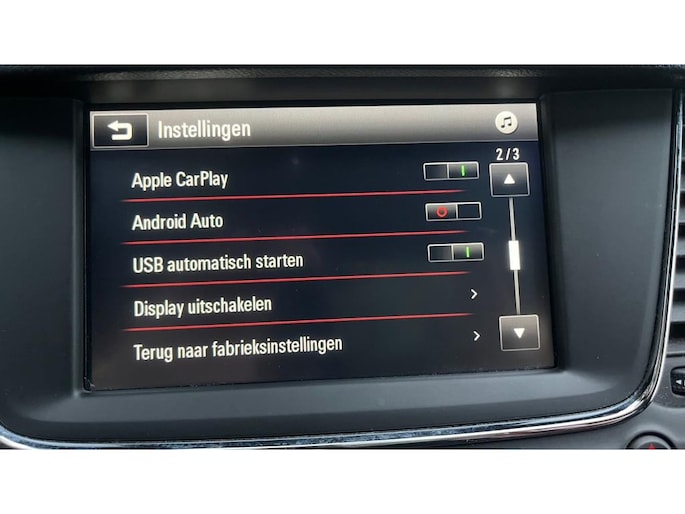 Instellingen
2/3
Apple CarPlay
Android Auto
USB automatisch starten
Display uitschakelen
Terug naar fabrieksinstellingen